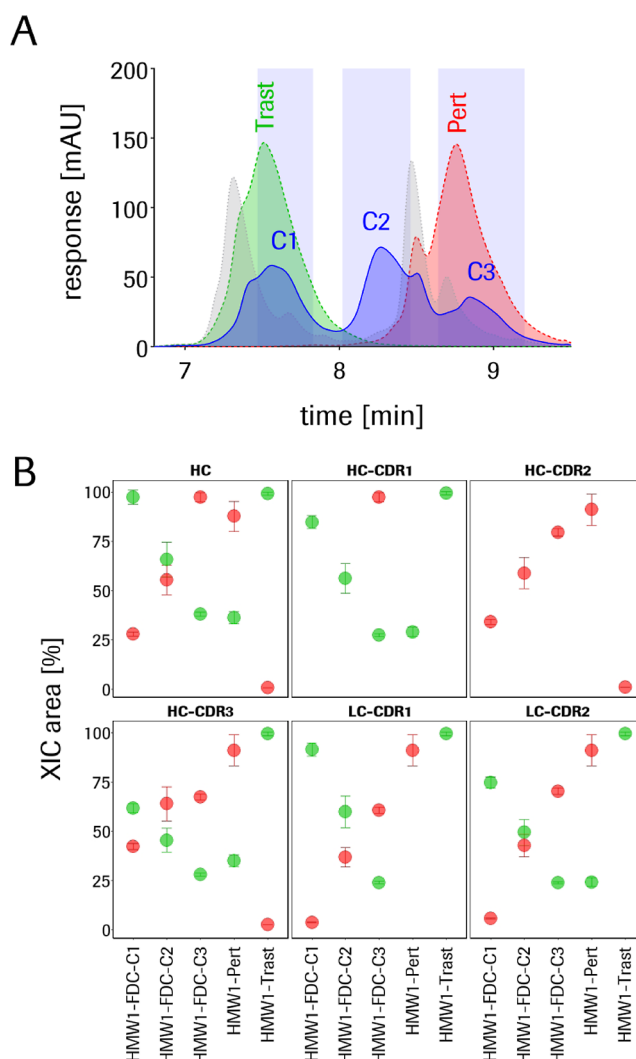 A
200
150
100
50
0
response [mAU]
Trast
C1
C2
Pert
C3
7
8
9
time [min]
B
HC
HC-CDR1
HC-CDR2
100
75
50
25
0
XIC area [%]
HC-CDR3
LC-CDR1
LC-CDR2
100
75
50
25
0
HMW1-FDC-C1
HMW1-FDC-C2
HMW1-FDC-C3
HMW1-Pert
HMW1-Trast
HMW1-FDC-C1
HMW1-FDC-C2
HMW1-FDC-C3
HMW1-Pert
HMW1-Trast
HMW1-FDC-C1
HMW1-FDC-C2
HMW1-FDC-C3
HMW1-Pert
HMW1-Trast